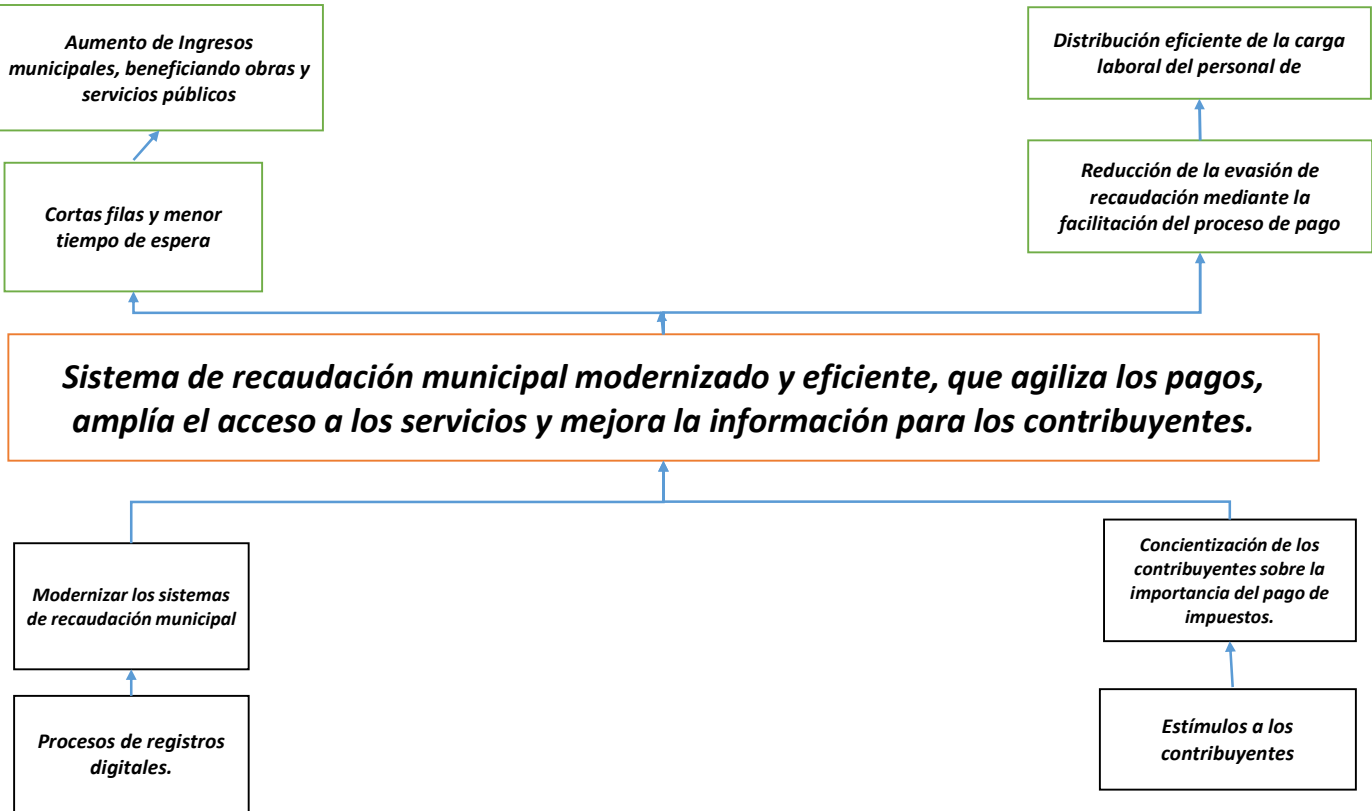 Aumento de Ingresos
municipales, beneficiando obras y
servicios públicos
Distribución eficiente de la carga
laboral del personal de
Cortas filas y menor
tiempo de espera
Reducción de la evasión de
recaudación mediante la
facilitación del proceso de pago
Sistema de recaudación municipal modernizado y eficiente, que agiliza los pagos,
amplía el acceso a los servicios y mejora la información para los contribuyentes.
Modernizar los sistemas
de recaudación municipal
Concientización de los
contribuyentes sobre la
importancia del pago de
impuestos.
Procesos de registros
digitales.
Estímulos a los
contribuyentes